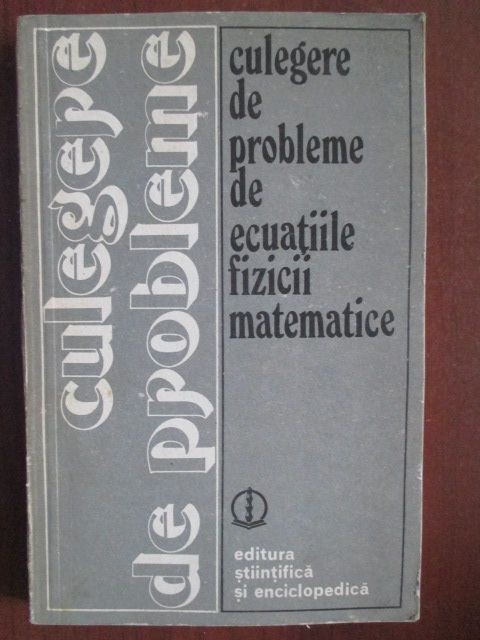 culegere
de probleme
culegere
de
probleme
de
ecuațiile
fizicii
matematice
editura
științifică
și enciclopedică